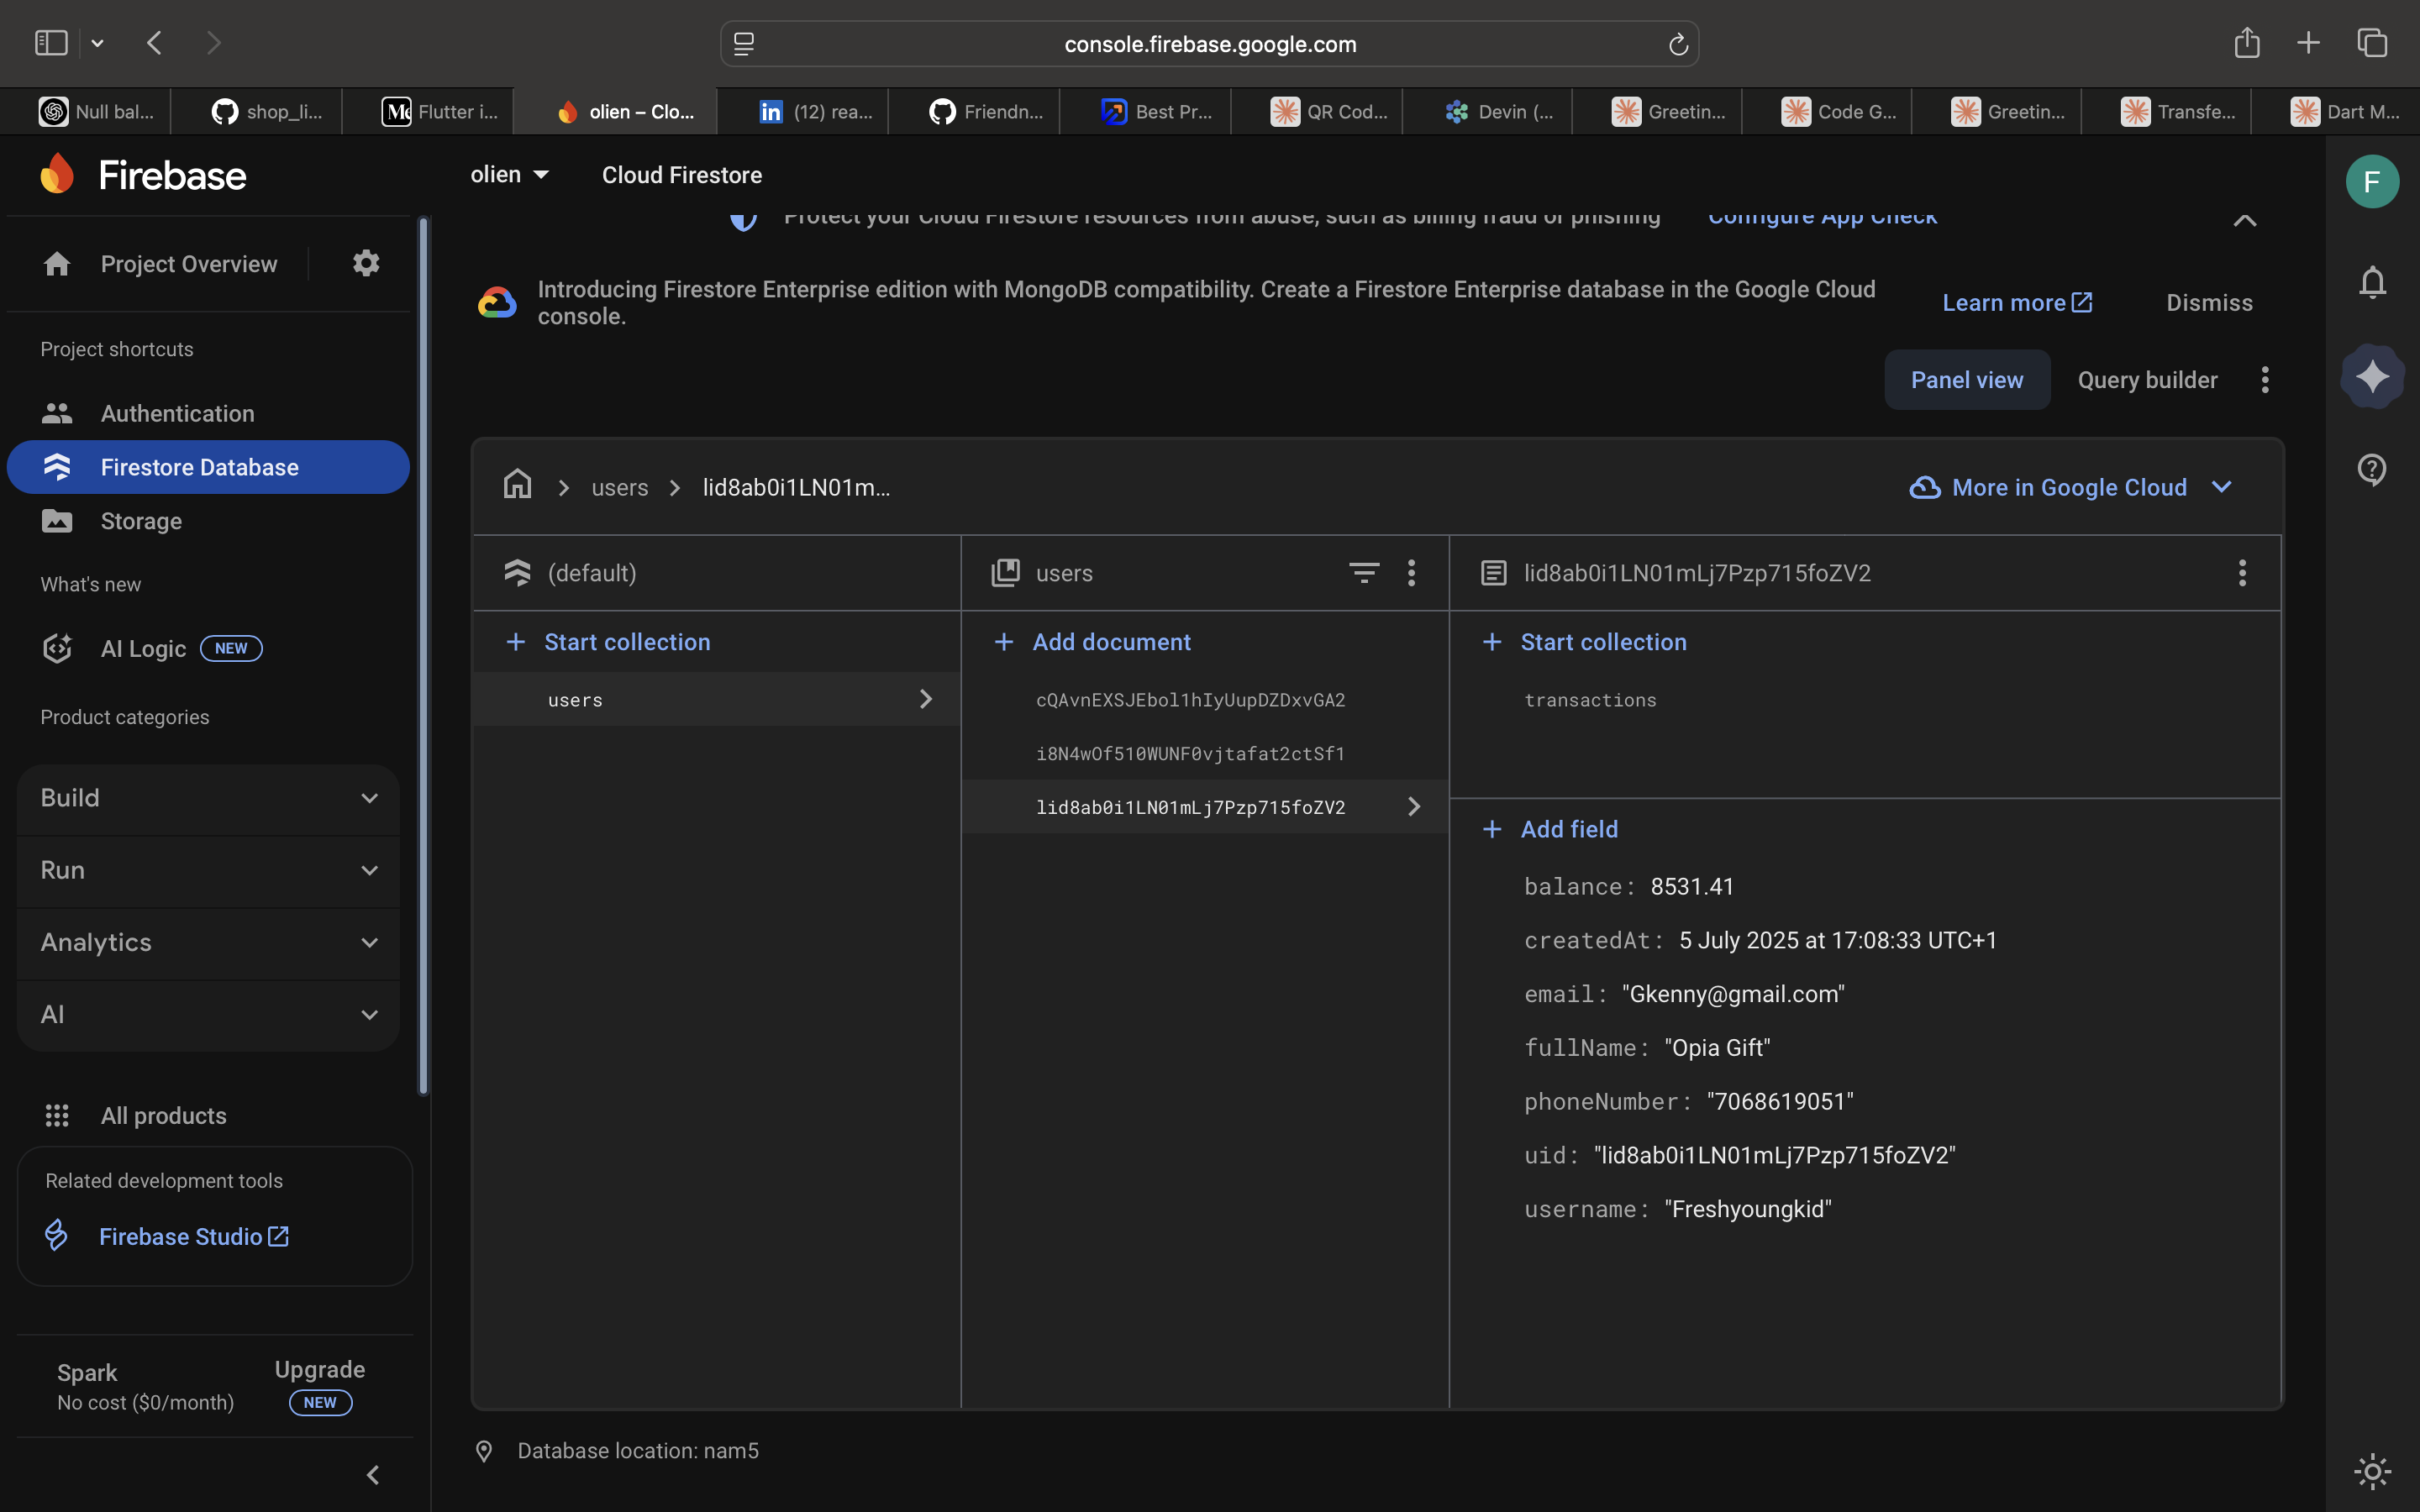 console.firebase.google.com
Null bal...
shop_li...
Flutter i...
olien – Clo...
(12) rea...
Friendn...
Best Pr...
QR Cod...
Devin (...
Greetin...
Code G...
Greetin...
Transfe...
Dart M...
Firebase
olien
Cloud Firestore
F
Protect your Cloud Firestore resources from abuse, such as billing fraud or phishing
Configure App Check
Project Overview
Introducing Firestore Enterprise edition with MongoDB compatibility. Create a Firestore Enterprise database in the Google Cloud
console.
Learn more
Dismiss
Project shortcuts
Panel view
Query builder
Authentication
Firestore Database
Storage
users
lid8ab0i1LN01m...
More in Google Cloud
What's new
AI Logic
NEW
Product categories
Build
Run
Analytics
AI
All products
Related development tools
Firebase Studio
Spark
No cost ($0/month)
Upgrade
NEW
(default)
Start collection
users
users
Add document
cQAvnEXSJEbol1hIyUupDZDxvGA2
i8N4wOf510WUNF0vjtafat2ctSf1
lid8ab0i1LN01mLj7Pzp715foZV2
lid8ab0i1LN01mLj7Pzp715foZV2
Start collection
transactions
Add field
balance: 8531.41
createdAt: 5 July 2025 at 17:08:33 UTC+1
email: "Gkenny@gmail.com"
fullName: "Opia Gift"
phoneNumber: "7068619051"
uid: "lid8ab0i1LN01mLj7Pzp715foZV2"
username: "Freshyoungkid"
Database location: nam5